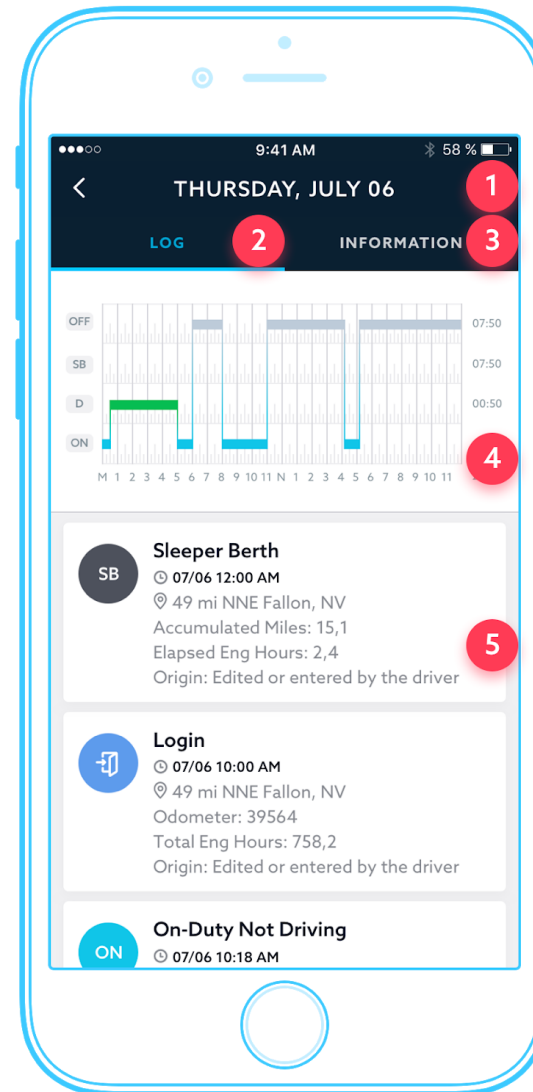 9:41 AM 58 %
THURSDAY, JULY 06 1
LOG 2 INFORMATION 3
OFF 07:50
SB 07:50
D 00:50
ON 4
M 1 2 3 4 5 6 7 8 9 10 11 N 1 2 3 4 5 6 7 8 9 10 11
SB
Sleeper Berth
07/06 12:00 AM
49 mi NNE Fallon, NV
Accumulated Miles: 15,1
Elapsed Eng Hours: 2,4
Origin: Edited or entered by the driver
5
Login
07/06 10:00 AM
49 mi NNE Fallon, NV
Odometer: 39564
Total Eng Hours: 758,2
Origin: Edited or entered by the driver
ON
On-Duty Not Driving
07/06 10:18 AM